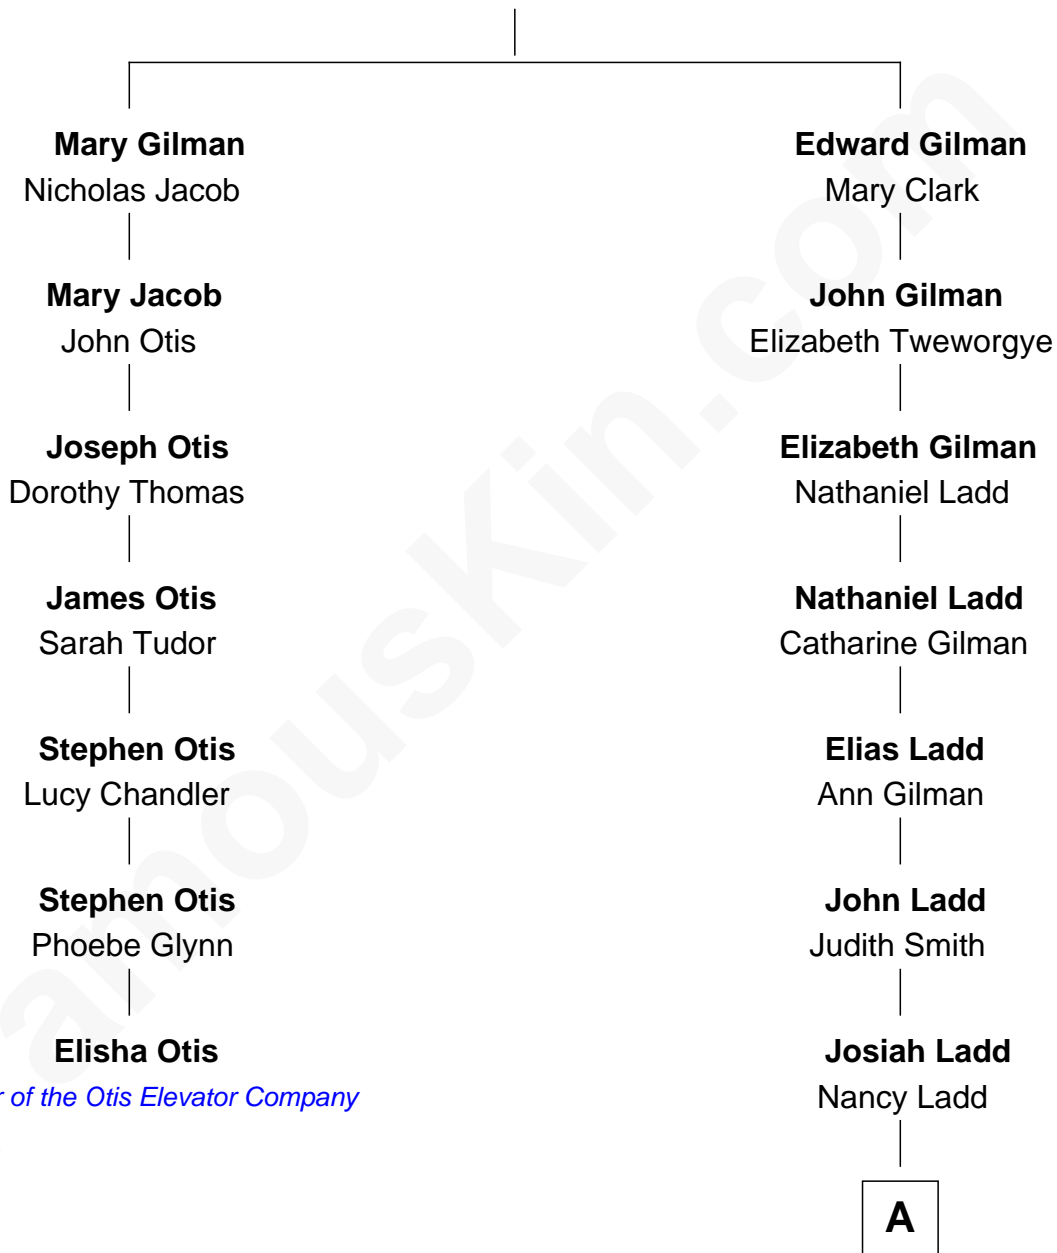 Mary Gilman
Nicholas Jacob
Mary Jacob
John Otis
Joseph Otis
Dorothy Thomas
James Otis
Sarah Tudor
Stephen Otis
Lucy Chandler
Stephen Otis
Phoebe Glynn
Elisha Otis
r of the Otis Elevator Company
Edward Gilman
Mary Clark
John Gilman
Elizabeth Tweworgye
Elizabeth Gilman
Nathaniel Ladd
Nathaniel Ladd
Catharine Gilman
Elias Ladd
Ann Gilman
John Ladd
Judith Smith
Josiah Ladd
Nancy Ladd
A
amouskin.com